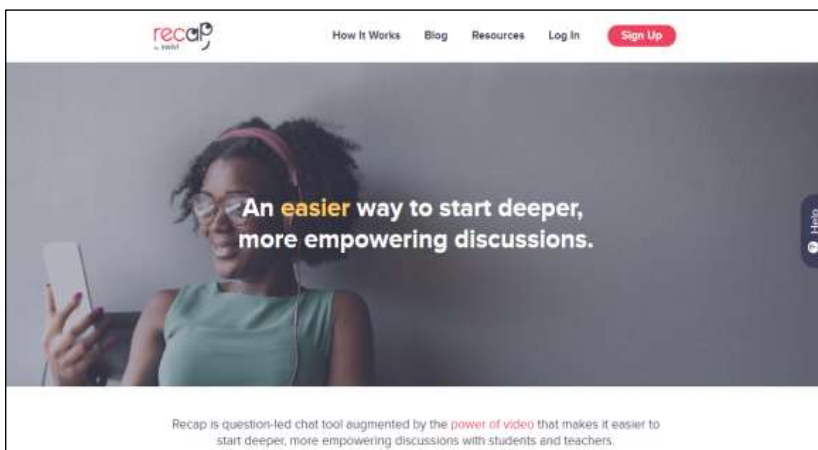 recap
by swivl
How It Works Blog Resources Log In Sign Up
An easier way to start deeper,
more empowering discussions.
Help
Recap is question-led chat tool augmented by the power of video that makes it easier to
start deeper, more empowering discussions with students and teachers.